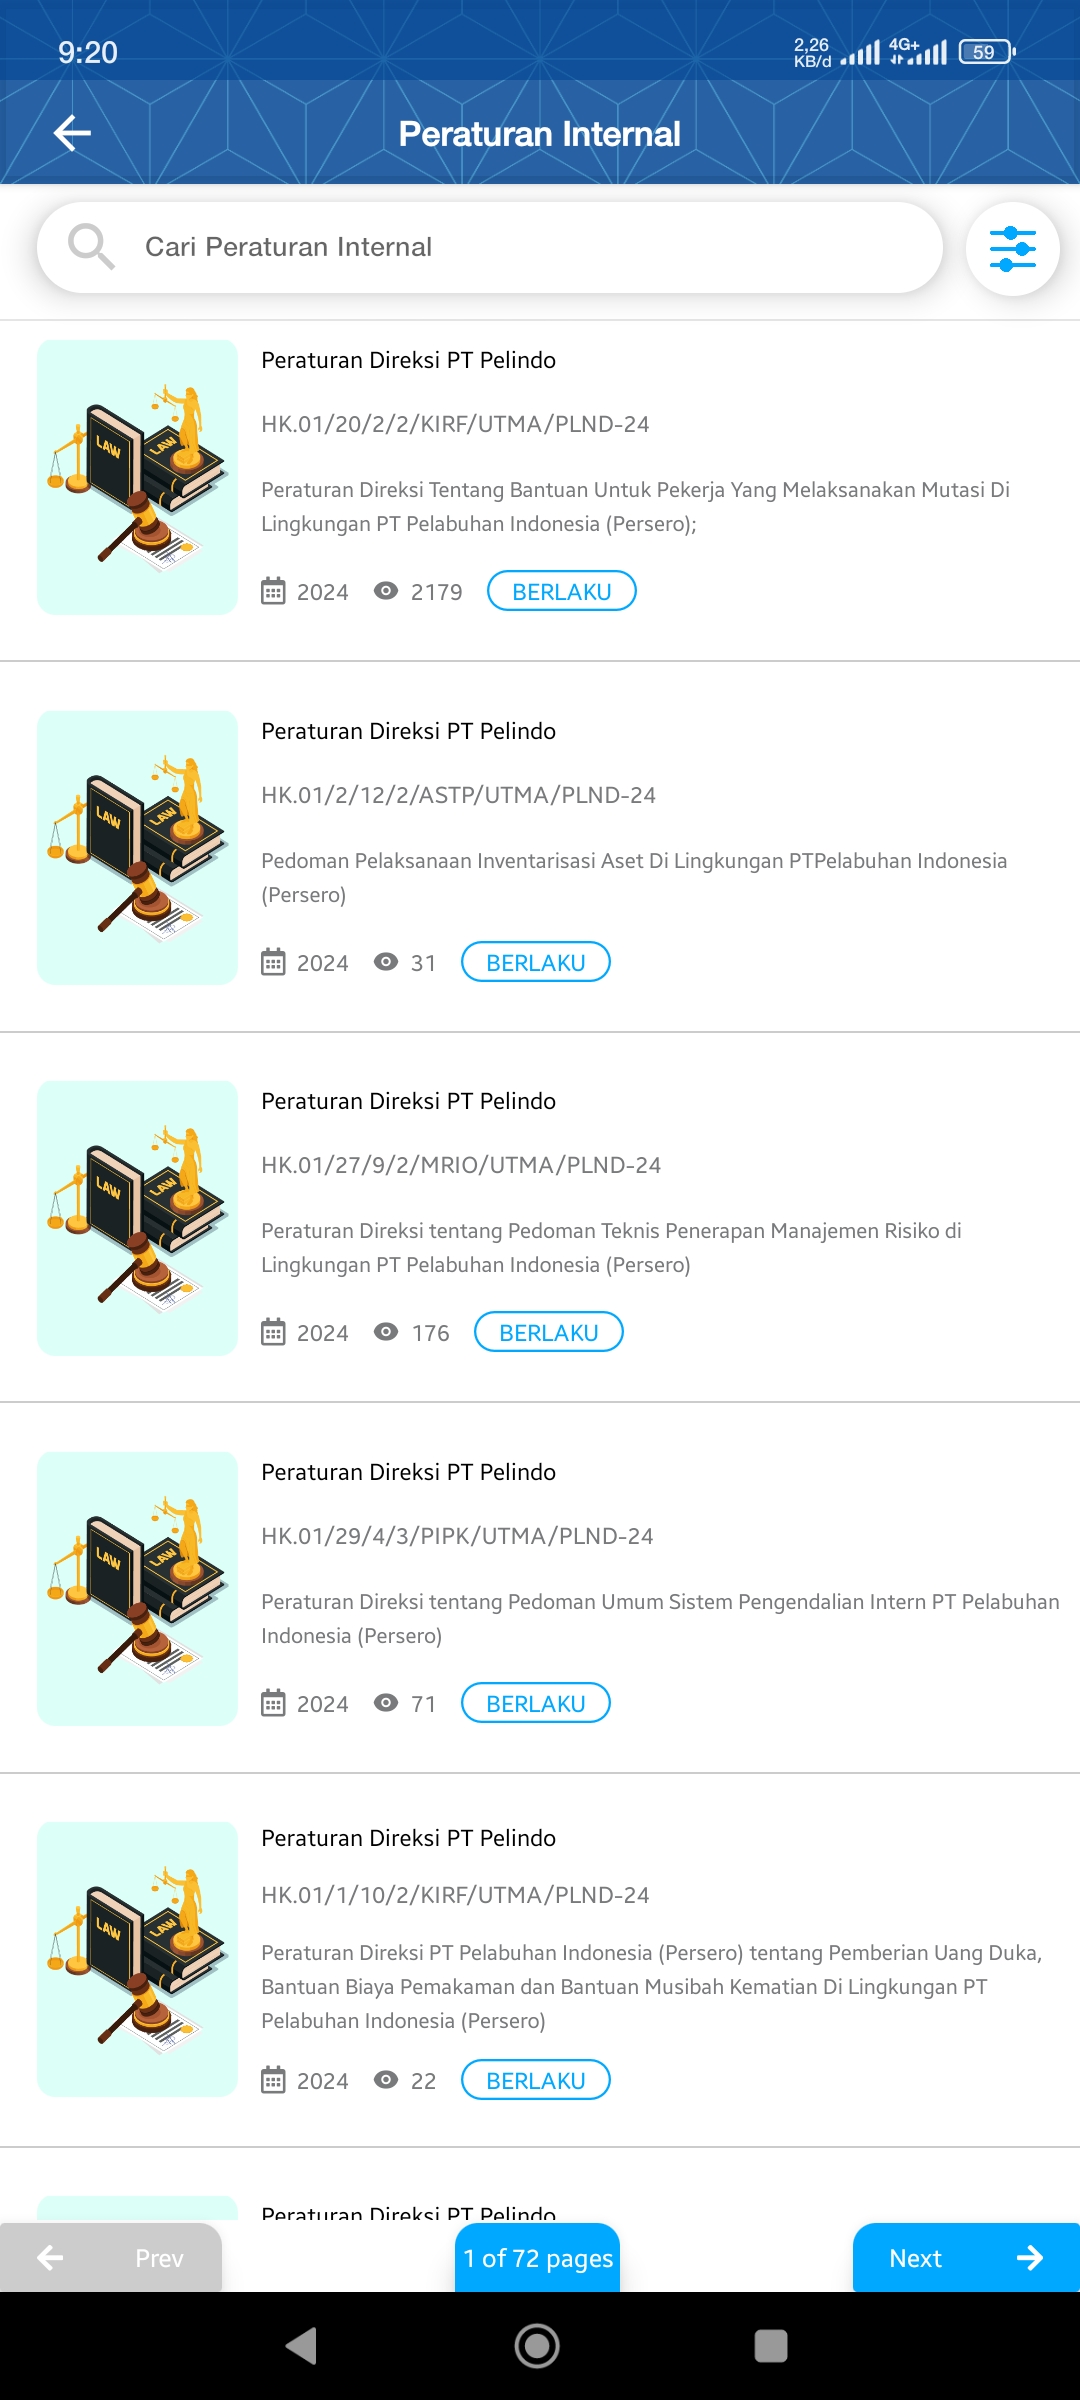 9:20
2,26
KB/d
4G+
59
Peraturan Internal
Cari Peraturan Internal
LAW
LAW
Peraturan Direksi PT Pelindo
HK.01/20/2/2/KIRF/UTMA/PLND-24
Peraturan Direksi Tentang Bantuan Untuk Pekerja Yang Melaksanakan Mutasi Di
Lingkungan PT Pelabuhan Indonesia (Persero);
2024
2179
BERLAKU
LAW
LAW
Peraturan Direksi PT Pelindo
HK.01/2/12/2/ASTP/UTMA/PLND-24
Pedoman Pelaksanaan Inventarisasi Aset Di Lingkungan PTPelabuhan Indonesia
(Persero)
2024
31
BERLAKU
LAW
LAW
Peraturan Direksi PT Pelindo
HK.01/27/9/2/MRIO/UTMA/PLND-24
Peraturan Direksi tentang Pedoman Teknis Penerapan Manajemen Risiko di
Lingkungan PT Pelabuhan Indonesia (Persero)
2024
176
BERLAKU
LAW
LAW
Peraturan Direksi PT Pelindo
HK.01/29/4/3/PIPK/UTMA/PLND-24
Peraturan Direksi tentang Pedoman Umum Sistem Pengendalian Intern PT Pelabuhan
Indonesia (Persero)
2024
71
BERLAKU
LAW
LAW
Peraturan Direksi PT Pelindo
HK.01/1/10/2/KIRF/UTMA/PLND-24
Peraturan Direksi PT Pelabuhan Indonesia (Persero) tentang Pemberian Uang Duka,
Bantuan Biaya Pemakaman dan Bantuan Musibah Kematian Di Lingkungan PT
Pelabuhan Indonesia (Persero)
2024
22
BERLAKU
Peraturan Direksi PT Pelindo
Prev
1 of 72 pages
Next